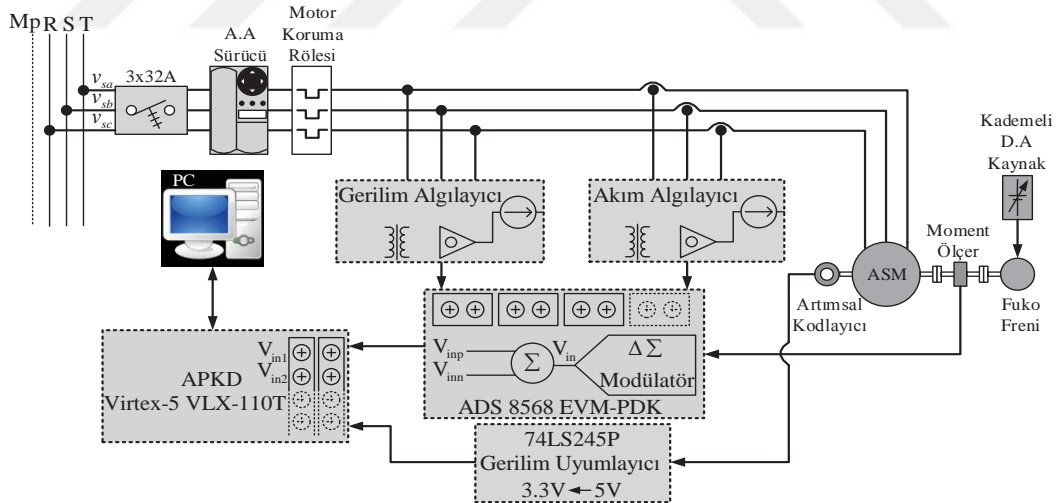 Mp R S T
v_sa
v_sb
v_sc
3x32A
A.A
Sürücü
Motor
Koruma
Rölesi
Kademeli
D.A
Kaynak
PC
Gerilim Algılayıcı
Akım Algılayıcı
Moment
Ölçer
ASM
Artımsal
Kodlayıcı
Fuko
Freni
V_in1
V_in2
APKD
Virtex-5 VLX-110T
V_inp
V_inn
Σ
V_in
Δ Σ
Modülatör
ADS 8568 EVM-PDK
74LS245P
Gerilim Uyumlayıcı
3.3V ← 5V